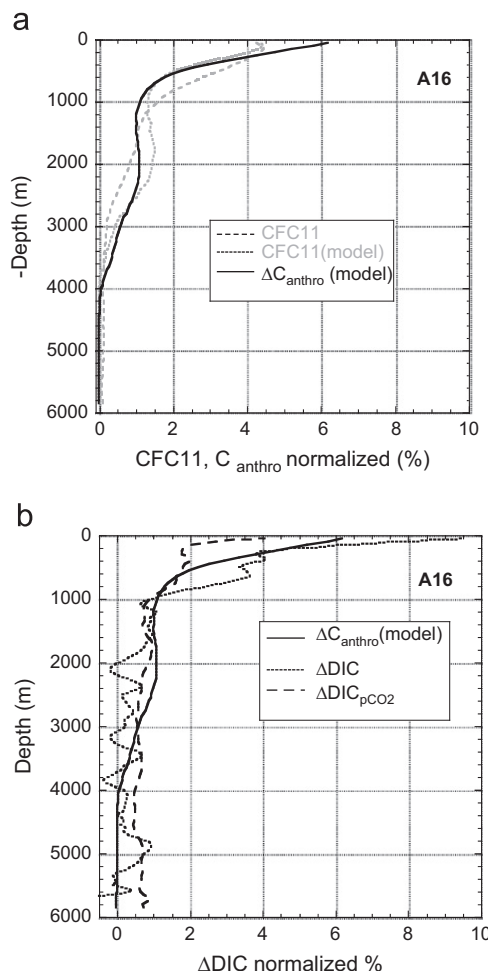 a
0
1000
2000
3000
4000
5000
6000
-Depth (m)
A16
CFC11
CFC11(model)
ΔC anthro (model)
0 2 4 6 8 10
CFC11, C anthro normalized (%)
b
0
1000
2000
3000
4000
5000
6000
Depth (m)
A16
ΔCanthro(model)
ΔDIC
ΔDICpCO2
0 2 4 6 8 10
ΔDIC normalized %